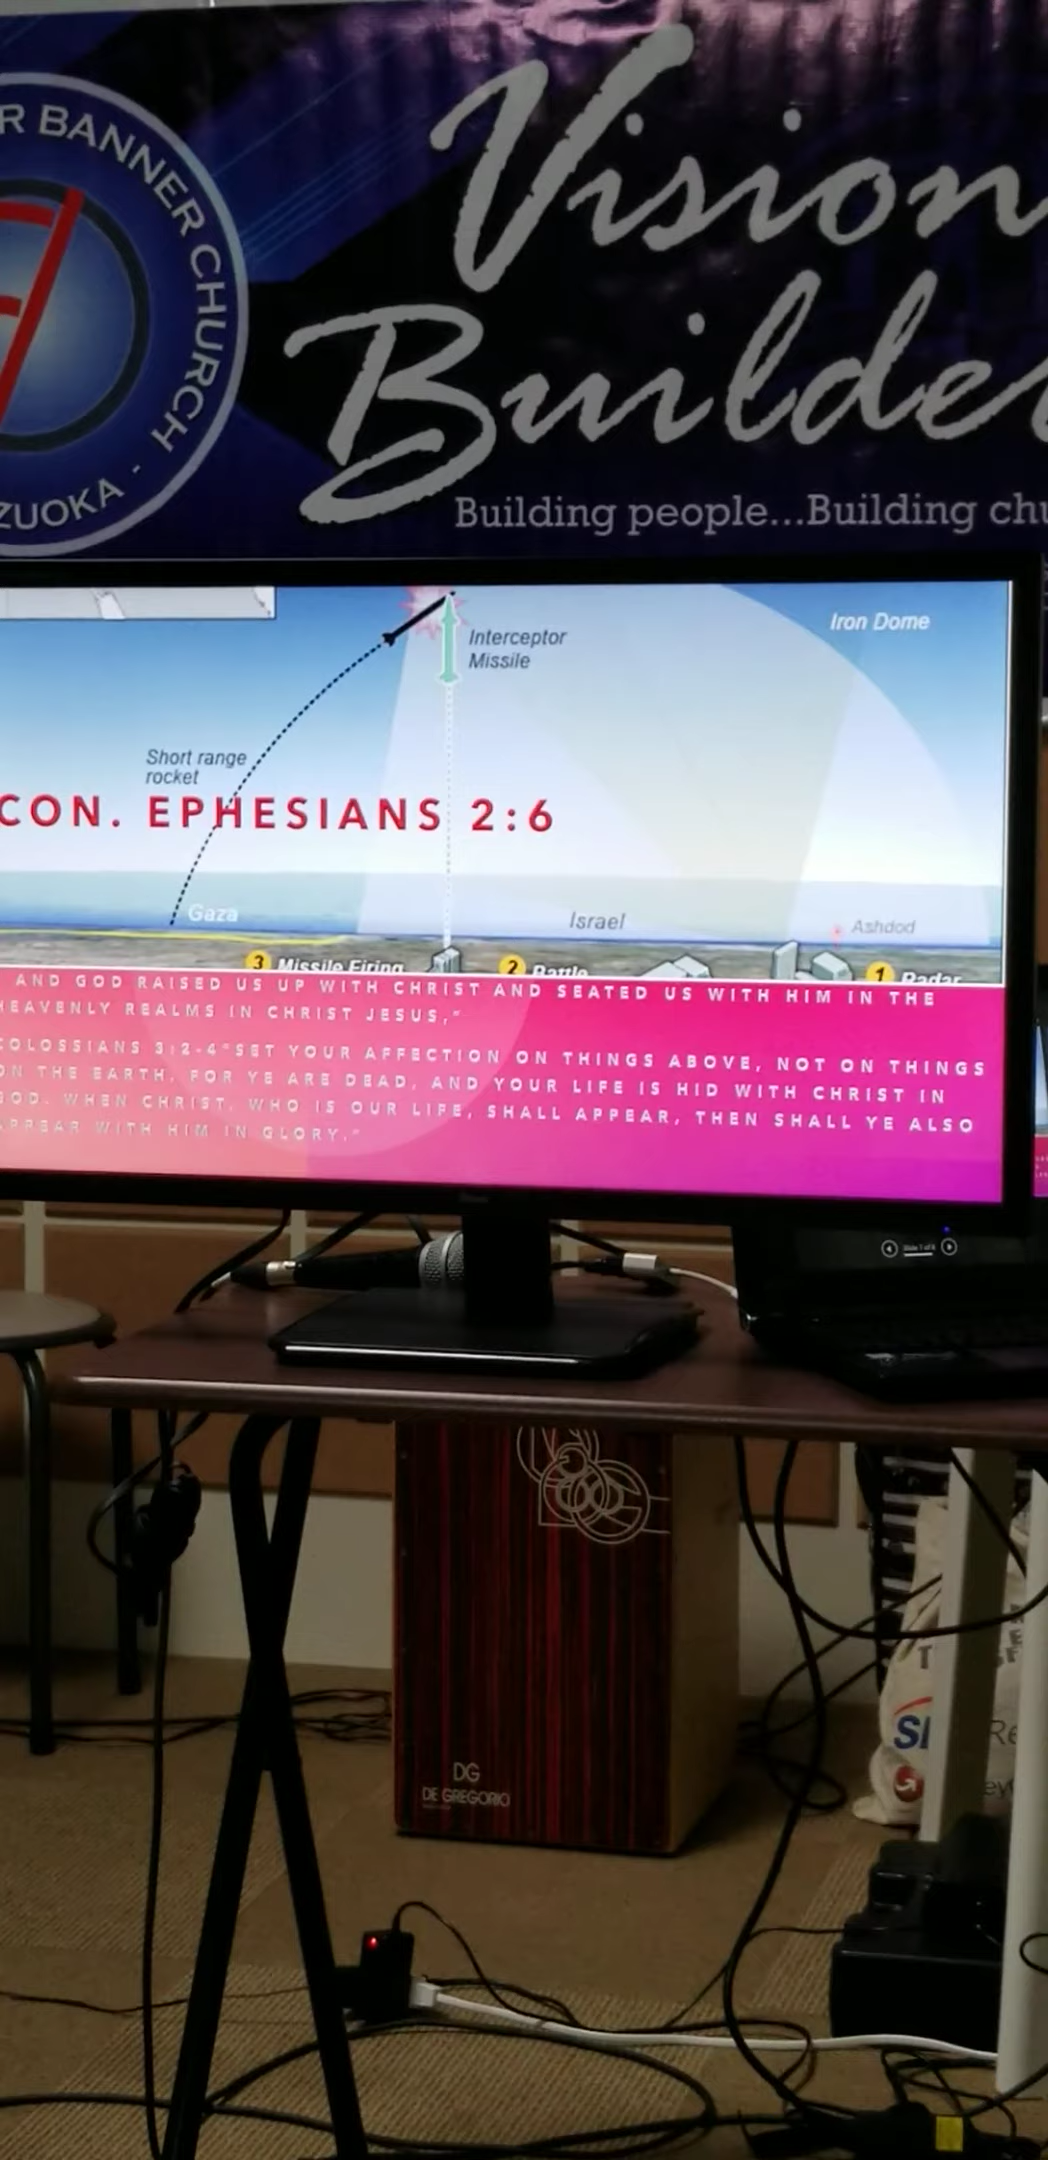 R BANNER CHURCH -
ZUOKA
Vision
Builde
Building people...Building chu
Interceptor
Missile
Iron Dome
Short range
rocket
CON. EPHESIANS 2:6
Gaza
Israel
Ashdod
3 Missile Firing
2 Battle
1 Radar
AND GOD RAISED US UP WITH CHRIST AND SEATED US WITH HIM IN THE
HEAVENLY REALMS IN CHRIST JESUS,"
COLOSSIANS 3:2-4"SET YOUR AFFECTION ON THINGS ABOVE, NOT ON THINGS
ON THE EARTH. FOR YE ARE DEAD, AND YOUR LIFE IS HID WITH CHRIST IN
GOD. WHEN CHRIST, WHO IS OUR LIFE, SHALL APPEAR, THEN SHALL YE ALSO
APPEAR WITH HIM IN GLORY."
DG
DE GREGORIO
T
SI
Re